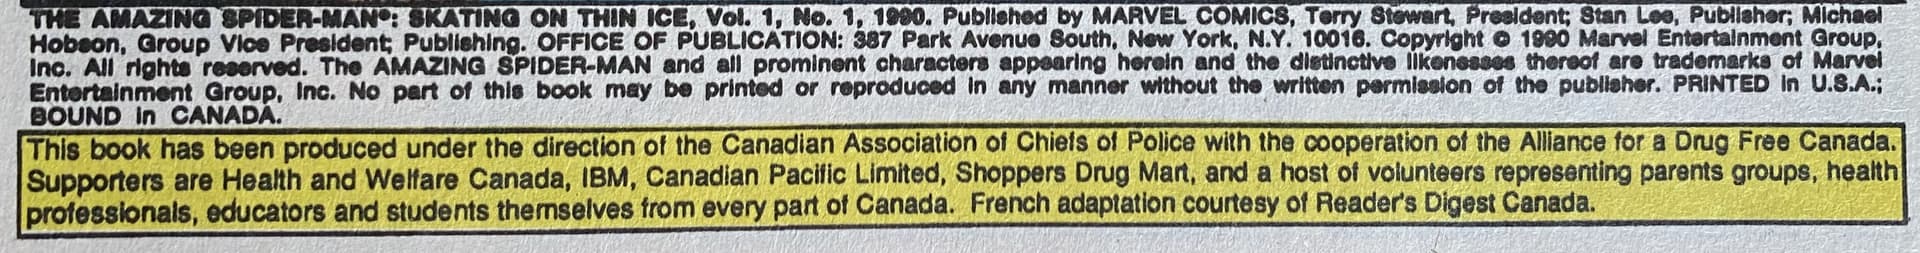 THE AMAZING SPIDER-MAN®: SKATING ON THIN ICE, Vol. 1, No. 1, 1990. Published by MARVEL COMICS, Terry Stewart, President; Stan Lee, Publisher; Michael
Hobson, Group Vice President; Publishing. OFFICE OF PUBLICATION: 387 Park Avenue South, New York, N.Y. 10016. Copyright © 1990 Marvel Entertainment Group,
Inc. All rights reserved. The AMAZING SPIDER-MAN and all prominent characters appearing herein and the distinctive likenesses thereof are trademarks of Marvel
Entertainment Group, Inc. No part of this book may be printed or reproduced in any manner without the written permission of the publisher. PRINTED in U.S.A.;
BOUND in CANADA.
This book has been produced under the direction of the Canadian Association of Chiefs of Police with the cooperation of the Alliance for a Drug Free Canada.
Supporters are Health and Welfare Canada, IBM, Canadian Pacific Limited, Shoppers Drug Mart, and a host of volunteers representing parents groups, health
professionals, educators and students themselves from every part of Canada. French adaptation courtesy of Reader's Digest Canada.